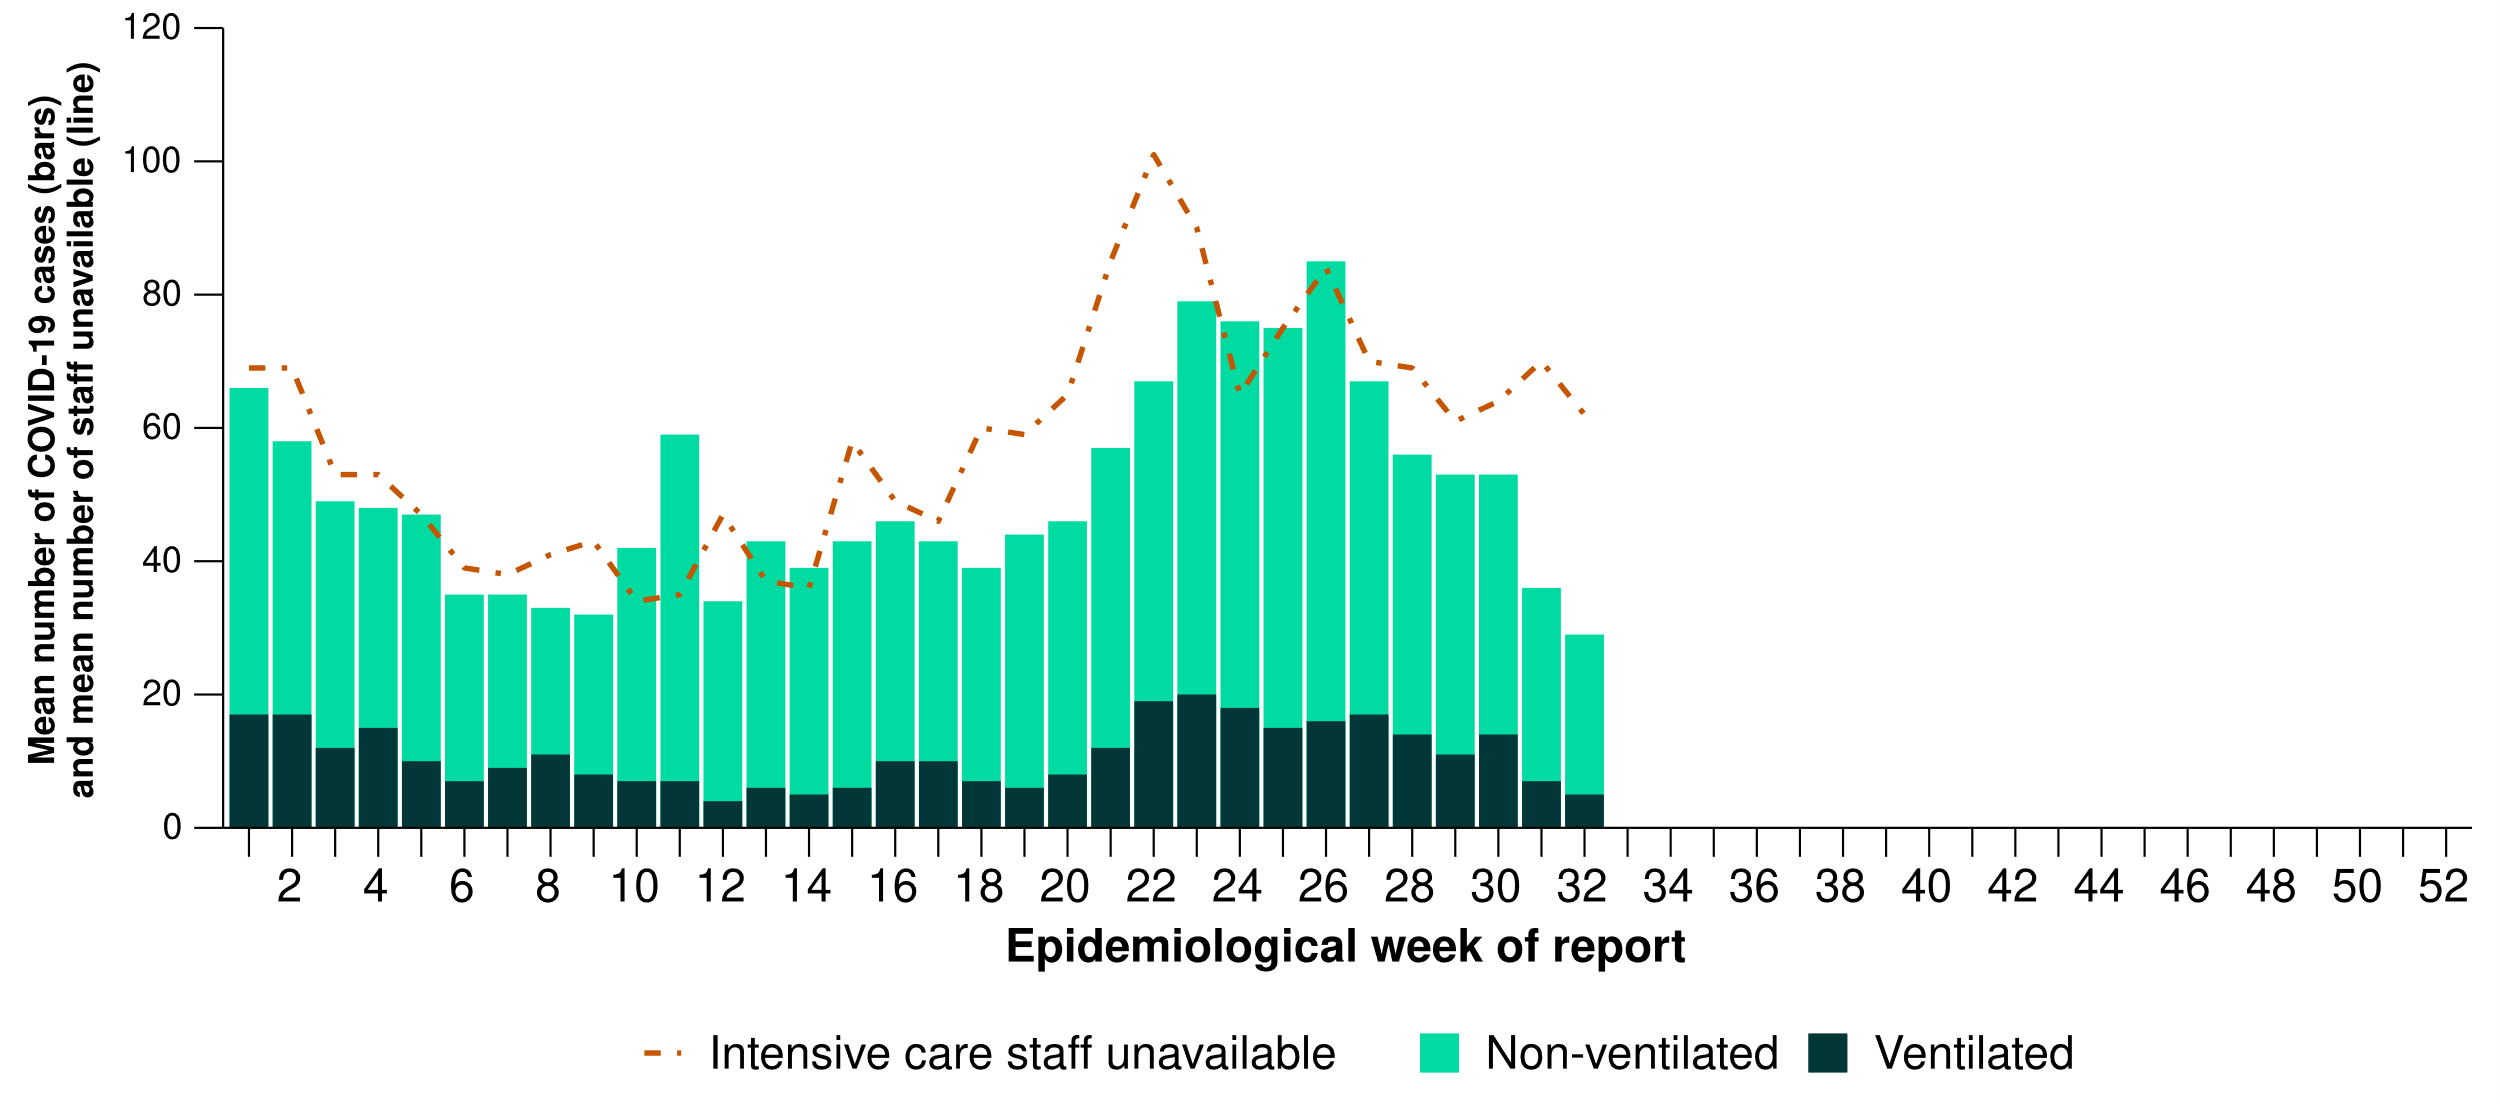 Mean number of COVID-19 cases (bars)
and mean number of staff unavailable (line)
120
100
80
60
40
20
0
2 4 6 8 10 12 14 16 18 20 22 24 26 28 30 32 34 36 38 40 42 44 46 48 50 52
Epidemiological week of report
Intensive care staff unavailable Non-ventilated Ventilated